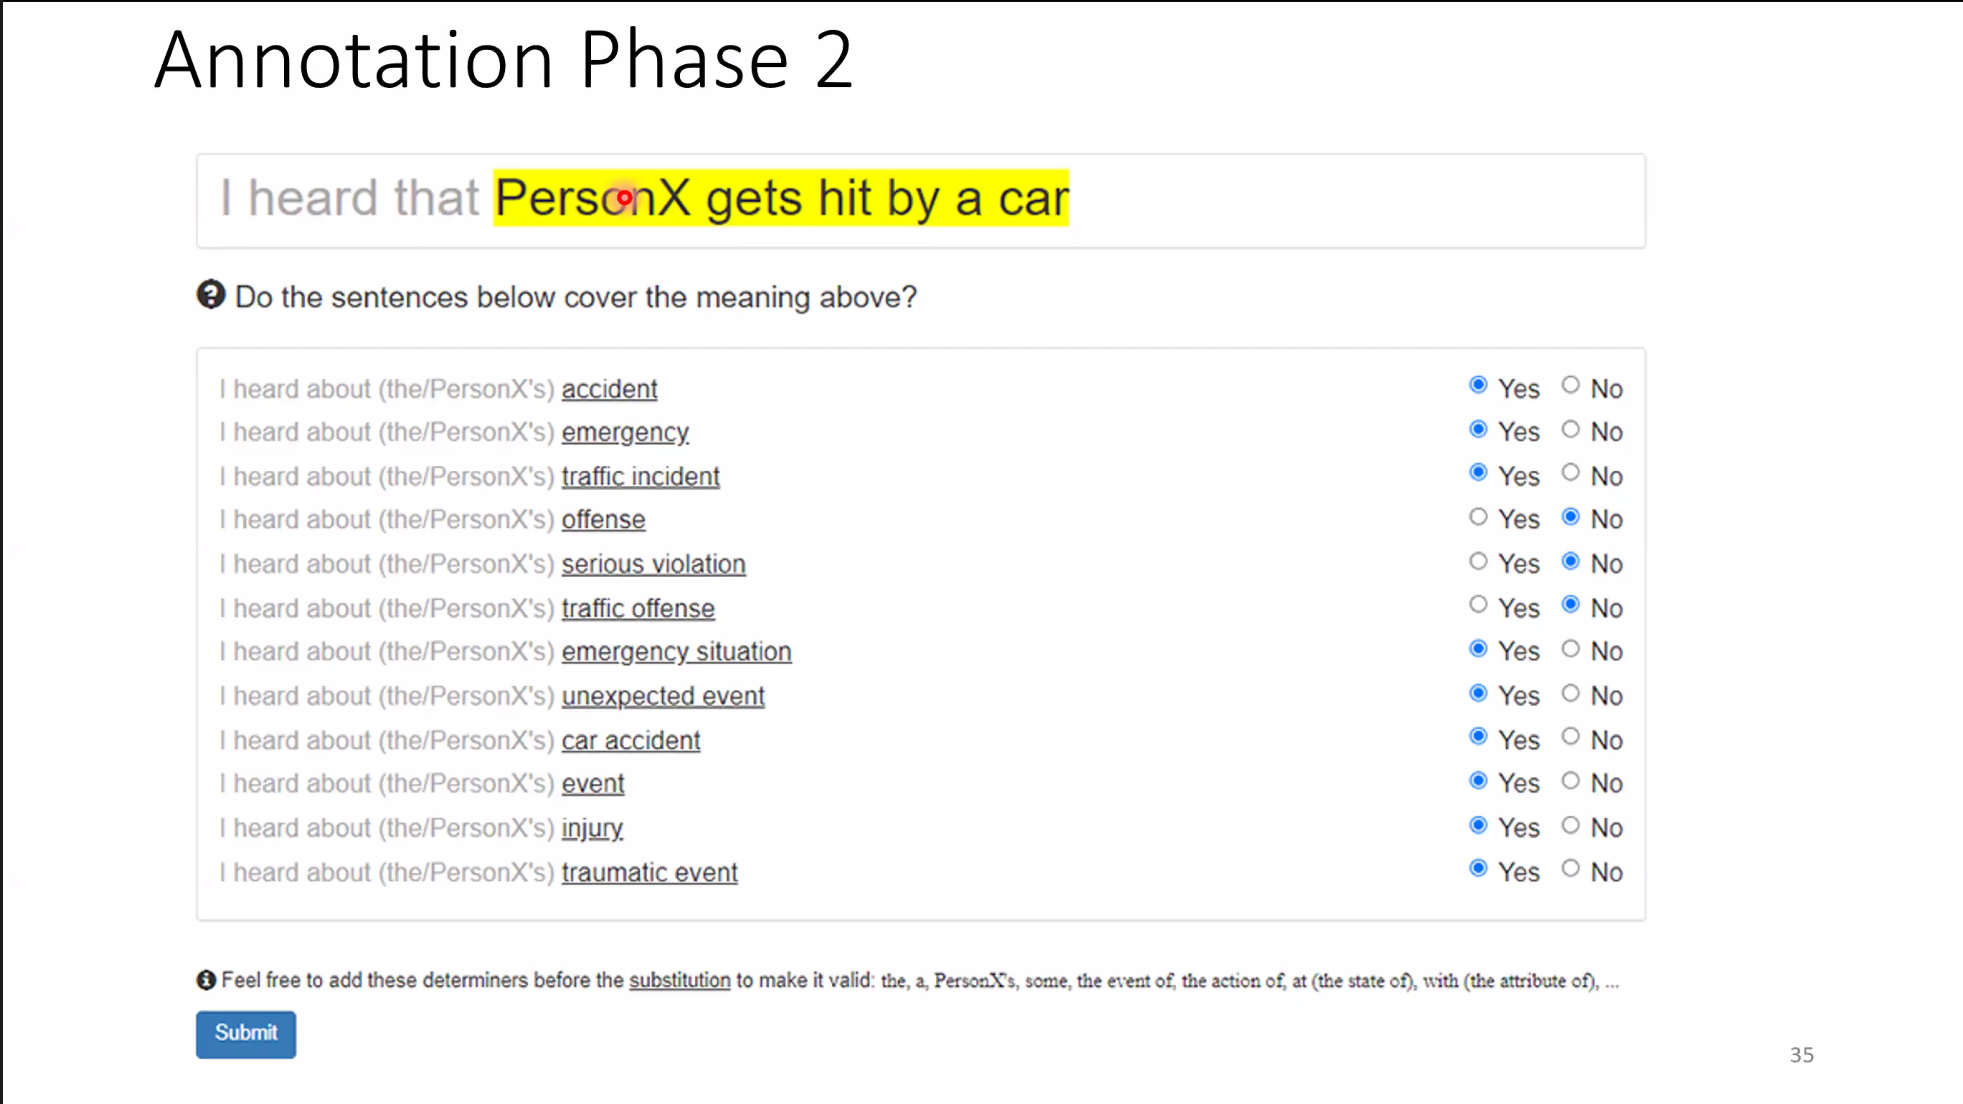 Annotation Phase 2
I heard that PersonX gets hit by a car
Do the sentences below cover the meaning above?
I heard about (the/PersonX's) accident Yes No
I heard about (the/PersonX's) emergency Yes No
I heard about (the/PersonX's) traffic incident Yes No
I heard about (the/PersonX's) offense Yes No
I heard about (the/PersonX's) serious violation Yes No
I heard about (the/PersonX's) traffic offense Yes No
I heard about (the/PersonX's) emergency situation Yes No
I heard about (the/PersonX's) unexpected event Yes No
I heard about (the/PersonX's) car accident Yes No
I heard about (the/PersonX's) event Yes No
I heard about (the/PersonX's) injury Yes No
I heard about (the/PersonX's) traumatic event Yes No
Feel free to add these determiners before the substitution to make it valid: the, a, PersonX's, some, the event of, the action of, at (the state of), with (the attribute of), ...
Submit
35